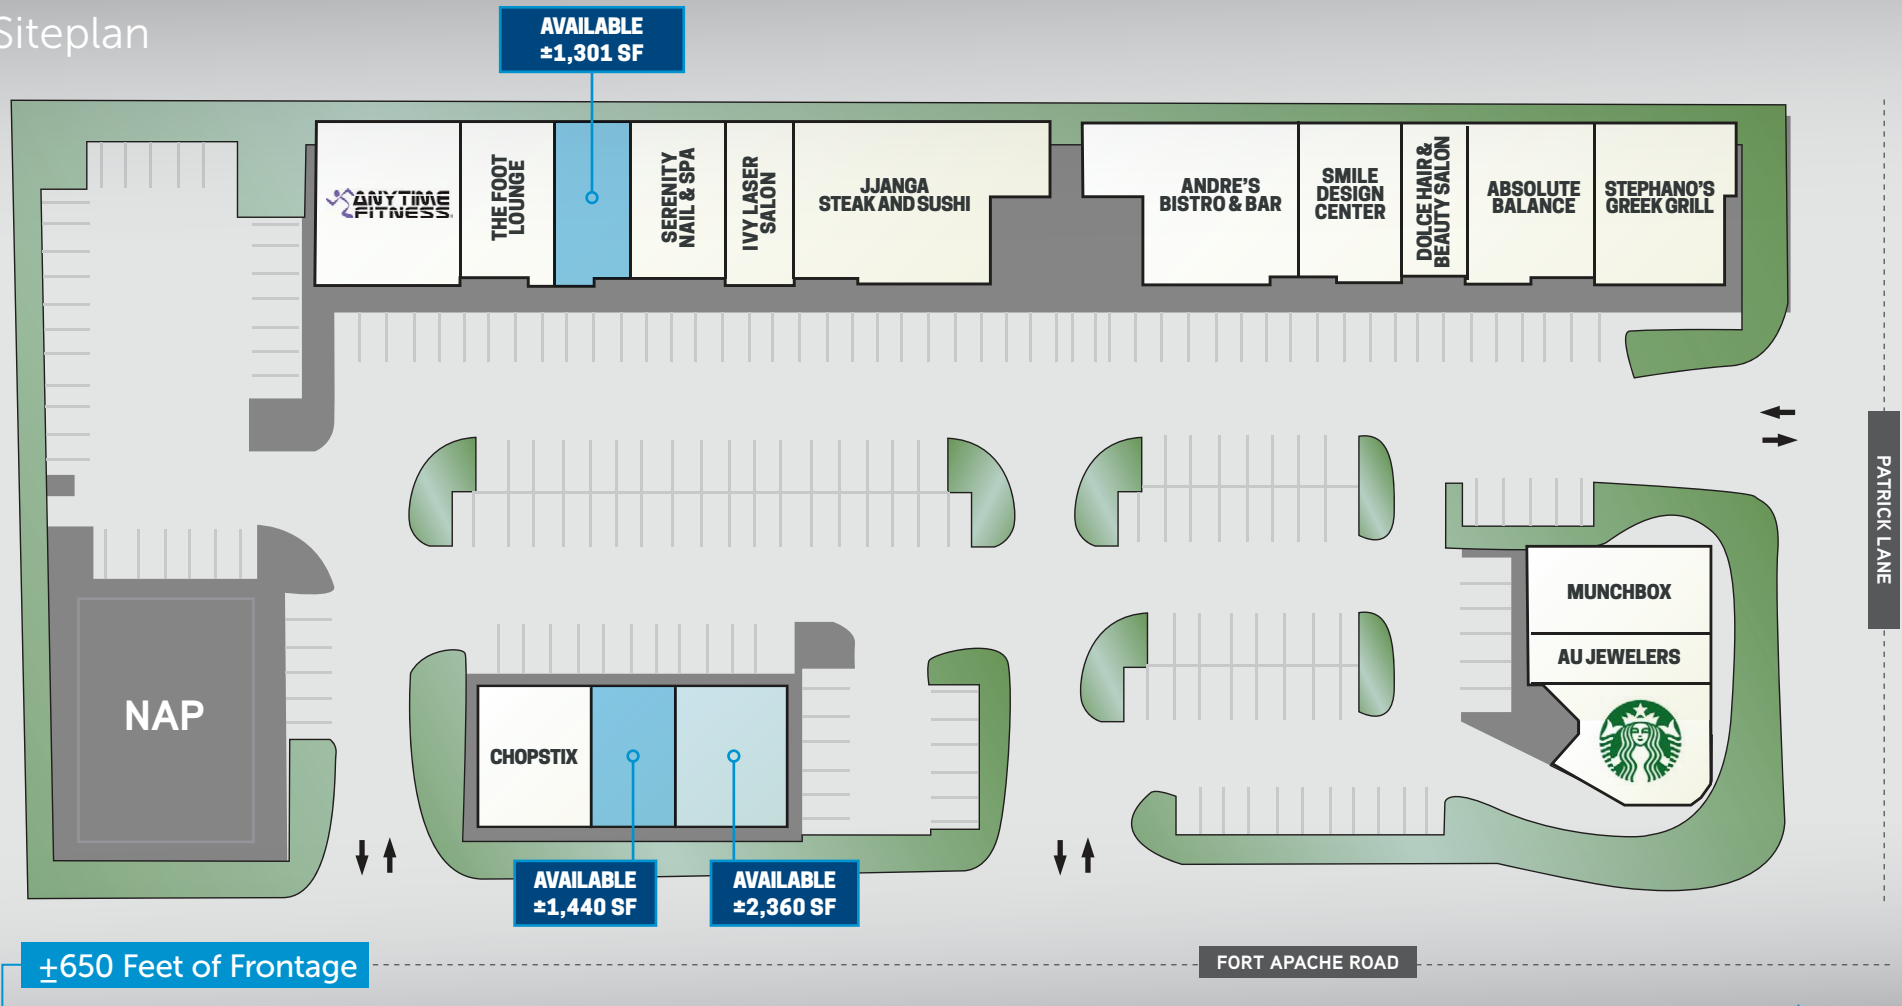 Siteplan
AVAILABLE
±1,301 SF
ANYTIME
FITNESS.
THE FOOT
LOUNGE
SERENITY
NAIL & SPA
IVY LASER
SALON
JJANGA
STEAK AND SUSHI
ANDRE'S
BISTRO & BAR
SMILE
DESIGN
CENTER
DOLCE HAIR &
BEAUTY SALON
ABSOLUTE
BALANCE
STEPHANO'S
GREEK GRILL
PATRICK LANE
MUNCHBOX
AU JEWELERS
NAP
CHOPSTIX
AVAILABLE
±1,440 SF
AVAILABLE
±2,360 SF
±650 Feet of Frontage
FORT APACHE ROAD